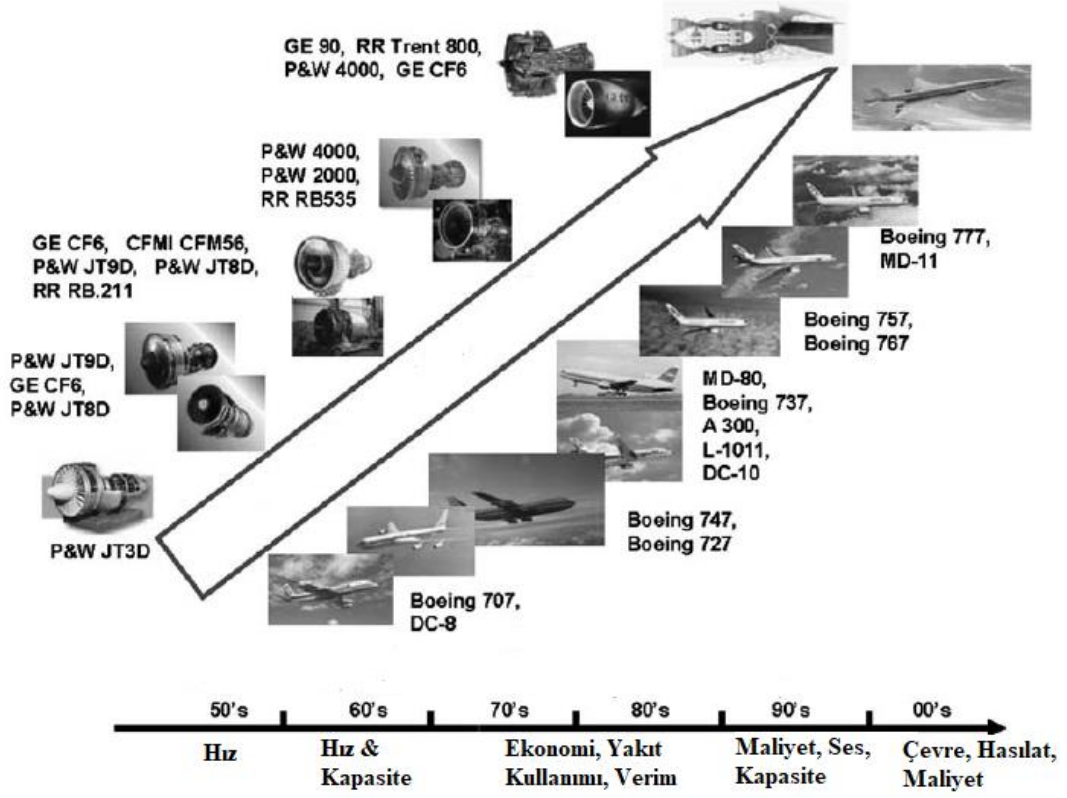 GE 90, RR Trent 800,
P&W 4000, GE CF6
P&W 4000,
P&W 2000,
RR RB535
GE CF6, CFMI CFM56,
P&W JT9D, P&W JT8D,
RR RB.211
P&W JT9D,
GE CF6,
P&W JT8D
P&W JT3D
Boeing 777,
MD-11
Boeing 757,
Boeing 767
MD-80,
Boeing 737,
A 300,
L-1011,
DC-10
Boeing 747,
Boeing 727
Boeing 707,
DC-8
50's 60's 70's 80's 90's 00's
Hız
Hız &
Kapasite
Ekonomi, Yakıt
Kullanımı, Verim
Maliyet, Ses,
Kapasite
Çevre, Hasılat,
Maliyet